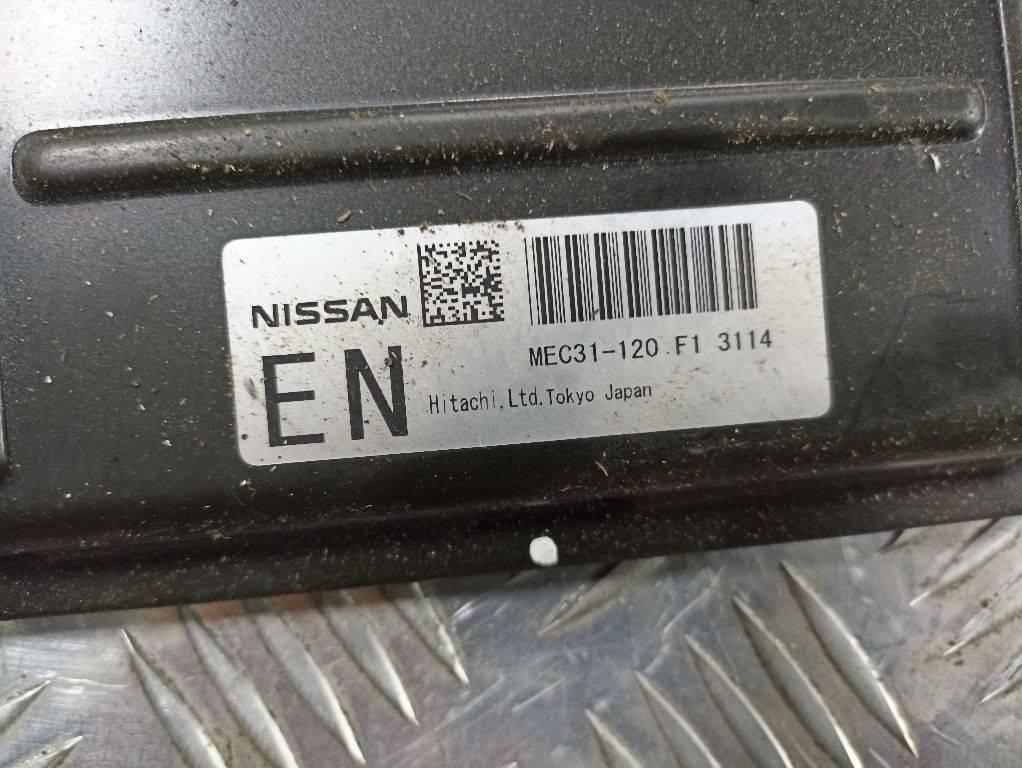 NISSAN
EN
MEC31-120 F1 3114
Hitachi,Ltd.Tokyo Japan